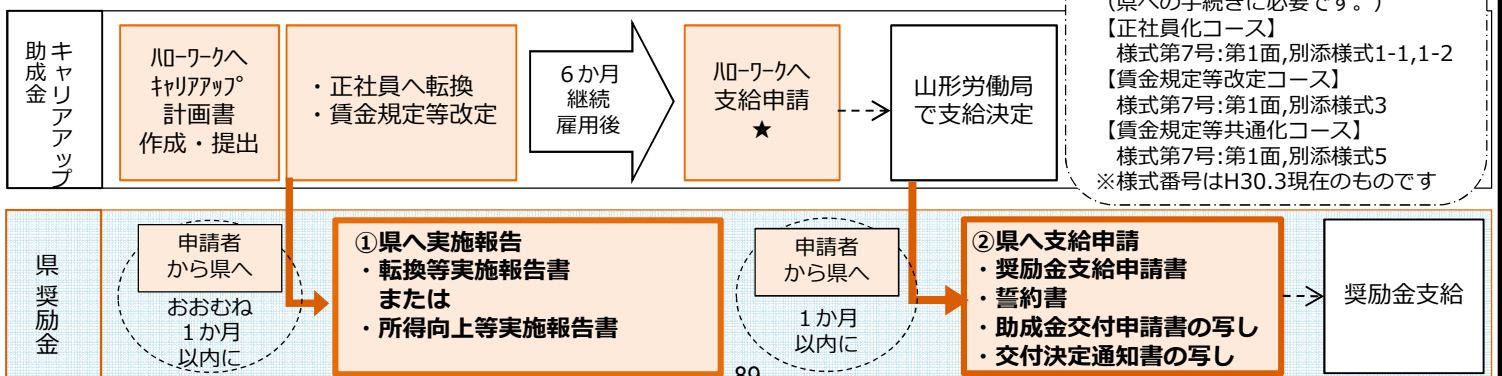 (県への手続きに必要です。)
【正社員化コース】
様式第7号:第1面,別添様式1-1,1-2
【賃金規定等改定コース】
様式第7号:第1面,別添様式3
【賃金規定等共通化コース】
様式第7号:第1面,別添様式5
※様式番号はH30.3現在のものです
キャリアアップ
助成金
ﾊﾛｰﾜｰｸへ
ｷｬﾘｱｱｯﾌﾟ
計画書
作成・提出
・正社員へ転換
・賃金規定等改定
６か月
継続
雇用後
ﾊﾛｰﾜｰｸへ
支給申請
★
山形労働局
で支給決定
県奨励金
申請者
から県へ
おおむね
１か月
以内に
①県へ実施報告
・転換等実施報告書
または
・所得向上等実施報告書
申請者
から県へ
１か月
以内に
②県へ支給申請
・奨励金支給申請書
・誓約書
・助成金交付申請書の写し
・交付決定通知書の写し
奨励金支給
89